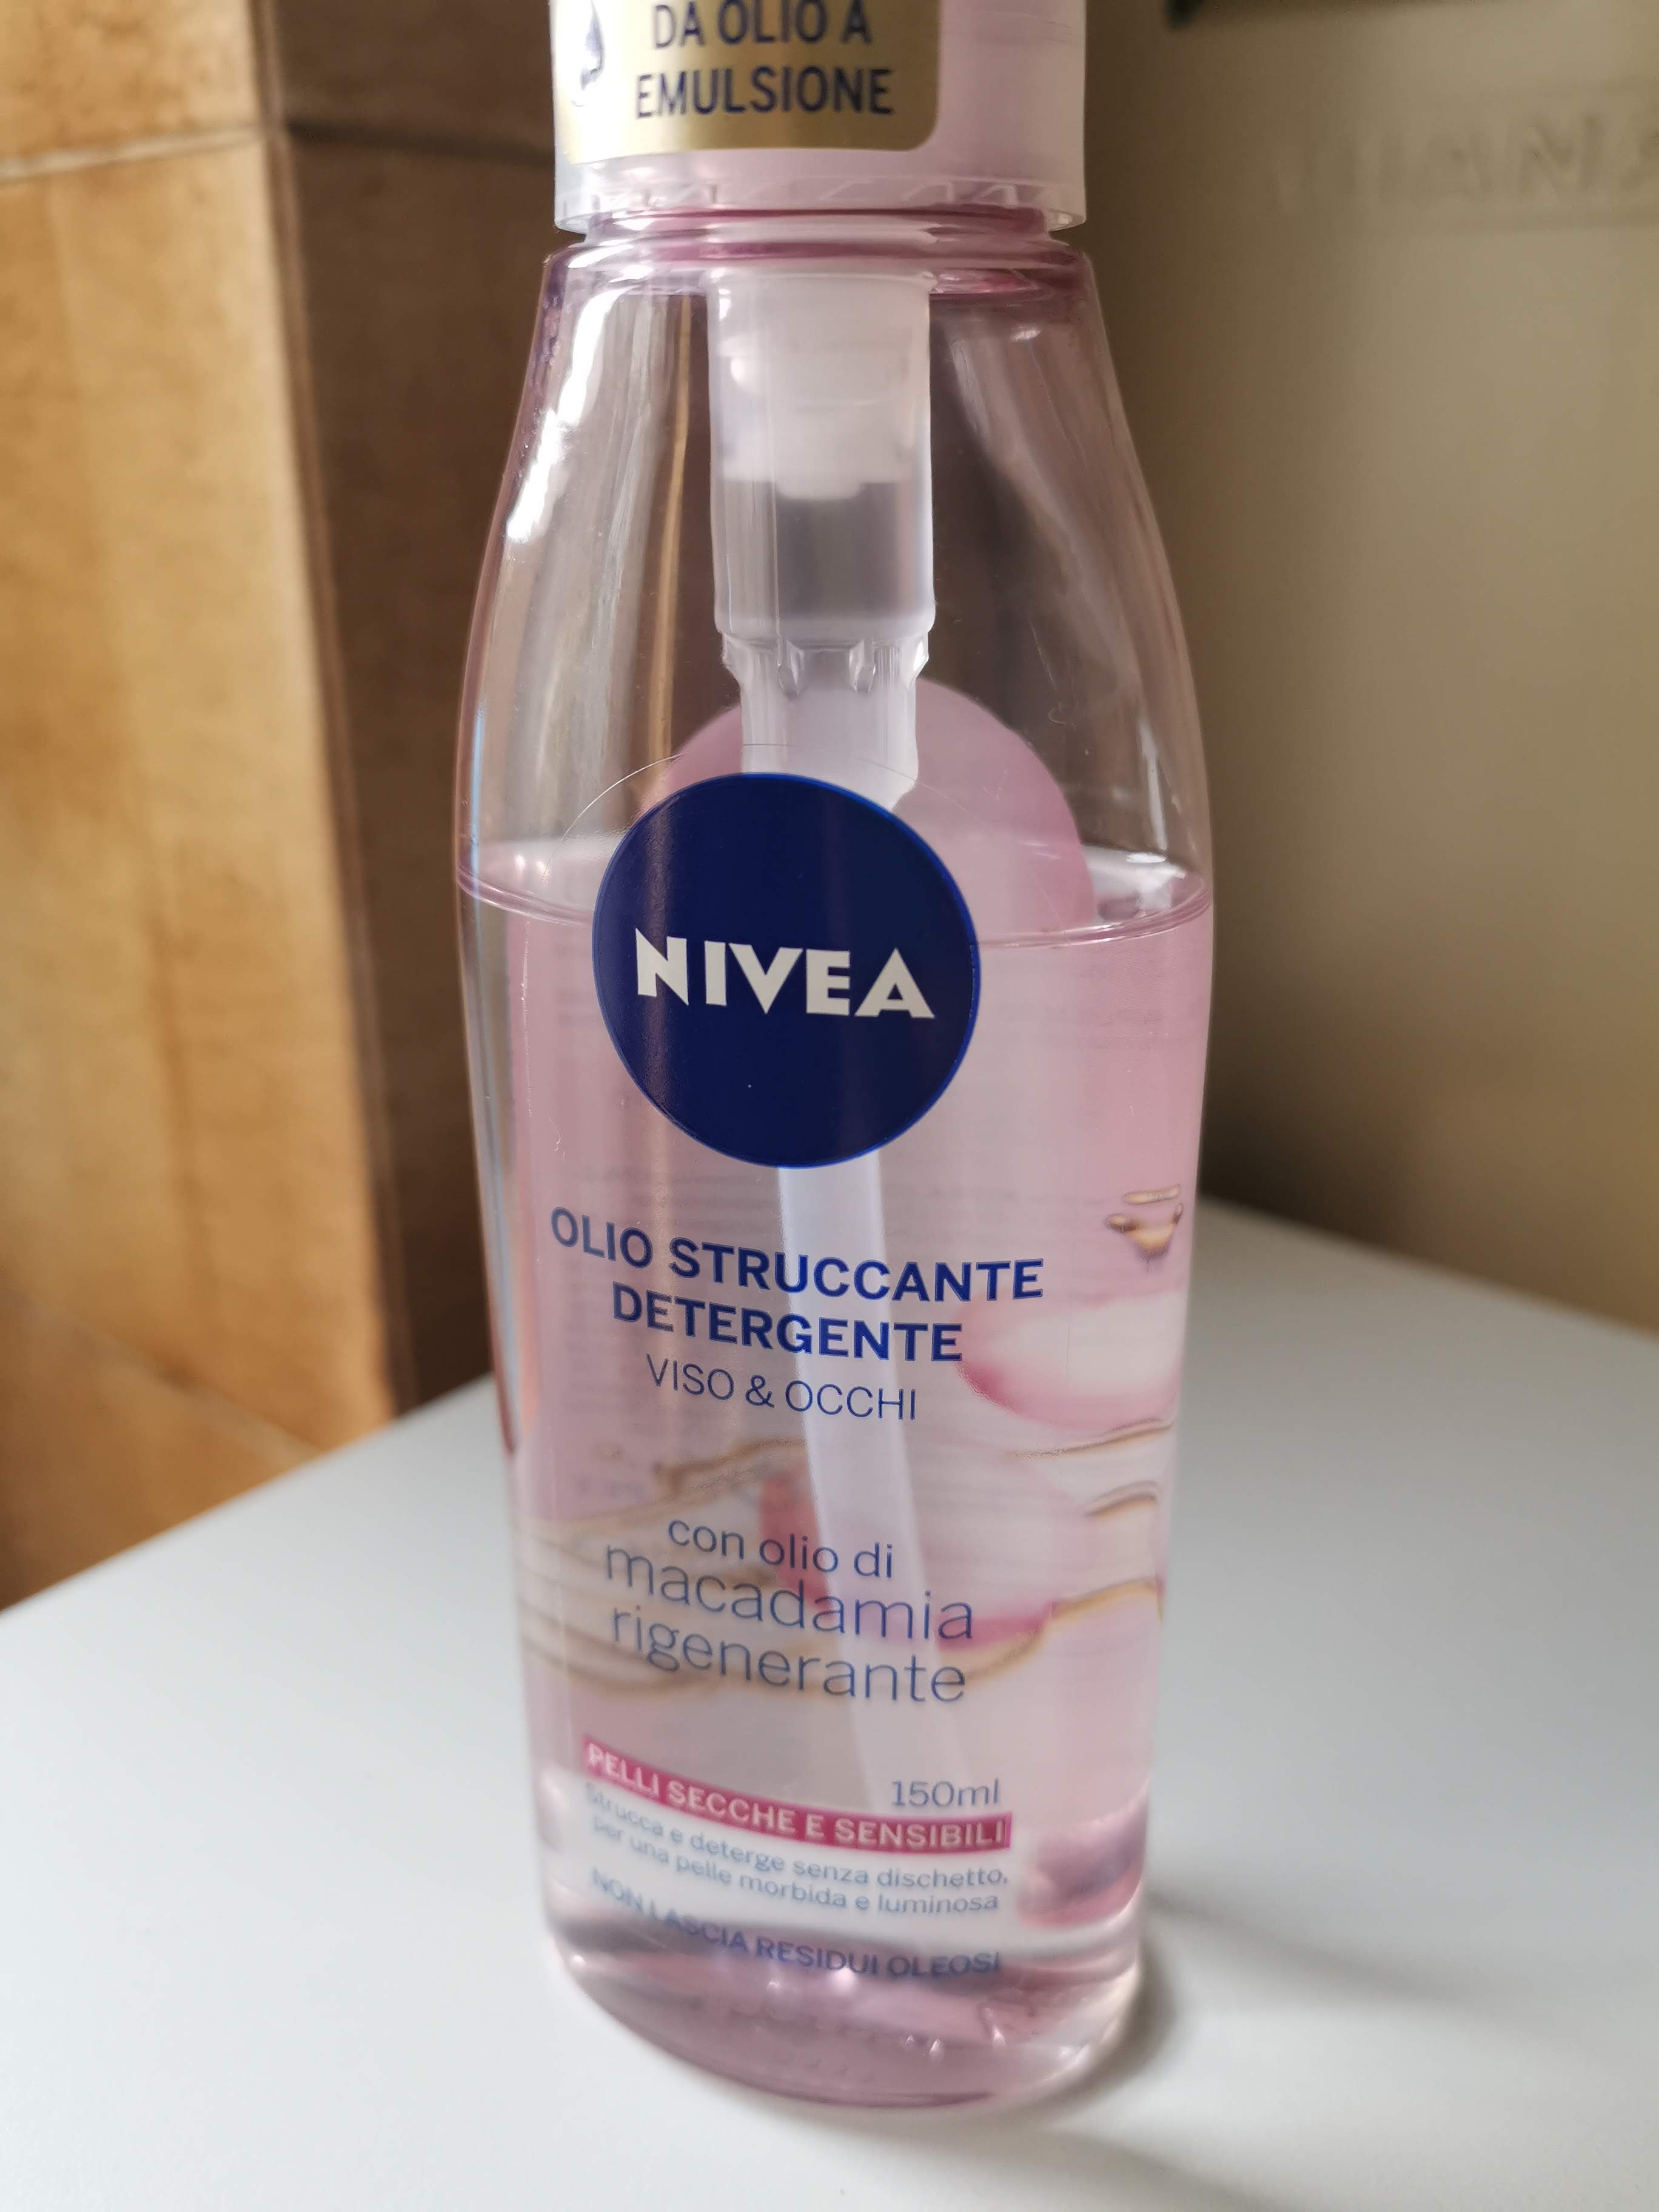 DA OLIO A
EMULSIONE
NIVEA
OLIO STRUCCANTE
DETERGENTE
VISO & OCCHI
con olio di
macadamia
rigenerante
150ml
PELLI SECCHE E SENSIBILI
Strucca e deterge senza dischetto,
per una pelle morbida e luminosa
NON LASCIA RESIDUI OLEOSI